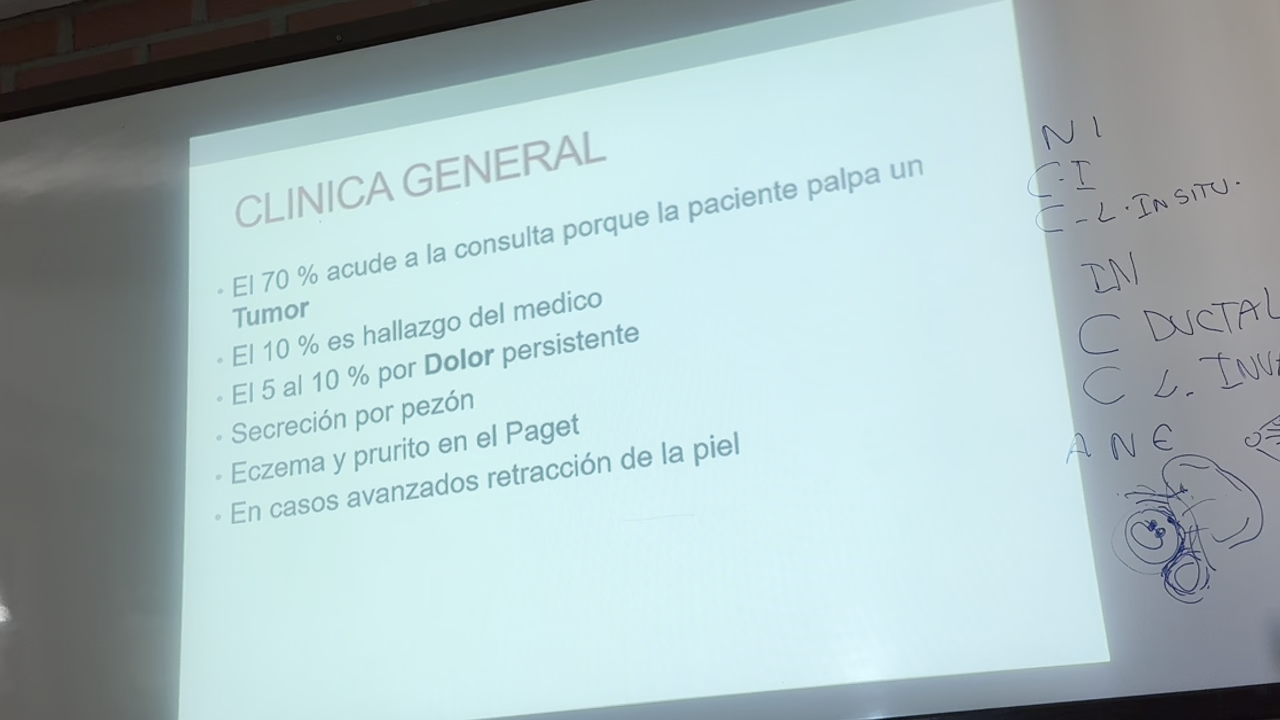 CLINICA GENERAL
• El 70 % acude a la consulta porque la paciente palpa un
Tumor
• El 10 % es hallazgo del medico
• El 5 al 10 % por Dolor persistente
• Secreción por pezón
• Eczema y prurito en el Paget
• En casos avanzados retracción de la piel
N I
C·I
C-L·INSITU.
IN
C DUCTAL
C L.
A N E